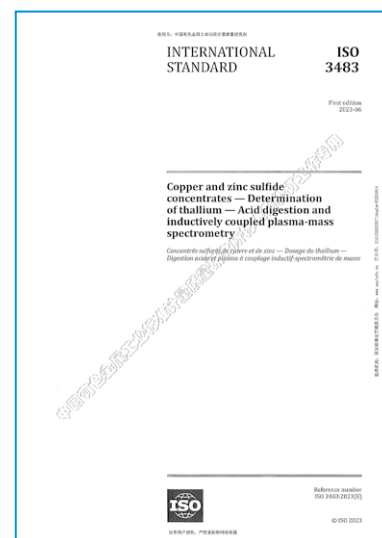 INTERNATIONAL
STANDARD
ISO
3483
First edition
2023-06
Copper and zinc sulfide
concentrates — Determination
of thallium — Acid digestion and
inductively coupled plasma-mass
spectrometry
Concentrés sulfurés de cuivre et de zinc — Dosage du thallium —
Digestion acide et plasma à couplage inductif-spectrométrie de masse
Reference number
ISO 3483:2023(E)
ISO
© ISO 2023